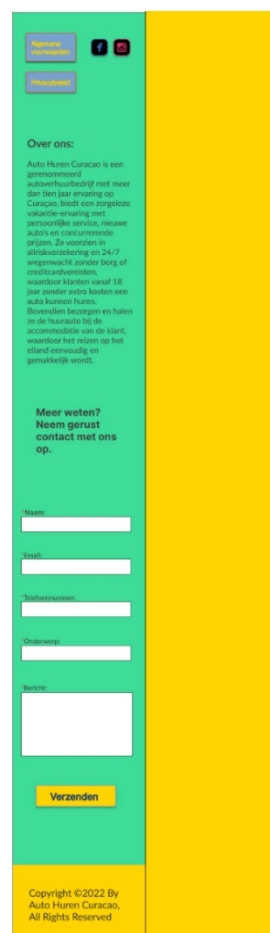 Algemene
voorwaarden
Privacybeleid
Over ons:
Auto Huren Curacao is een
gerenommeerd
autoverhuurbedrijf met meer
dan tien jaar ervaring op
Curaçao, biedt een zorgeloze
vakantie-ervaring met
persoonlijke service, nieuwe
auto's en concurrerende
prijzen. Ze voorzien in
allriskverzekering en 24/7
wegenwacht zonder borg of
creditcardvereisten,
waardoor klanten vanaf 18
jaar zonder extra kosten een
auto kunnen huren.
Bovendien bezorgen en halen
ze de huurauto bij de
accommodatie van de klant,
waardoor het reizen op het
eiland eenvoudig en
gemakkelijk wordt.
Meer weten?
Neem gerust
contact met ons
op.
*Naam:
*Email:
*Telefoonnummer:
*Onderwerp:
*Bericht:
Verzenden
Copyright ©2022 By
Auto Huren Curacao,
All Rights Reserved